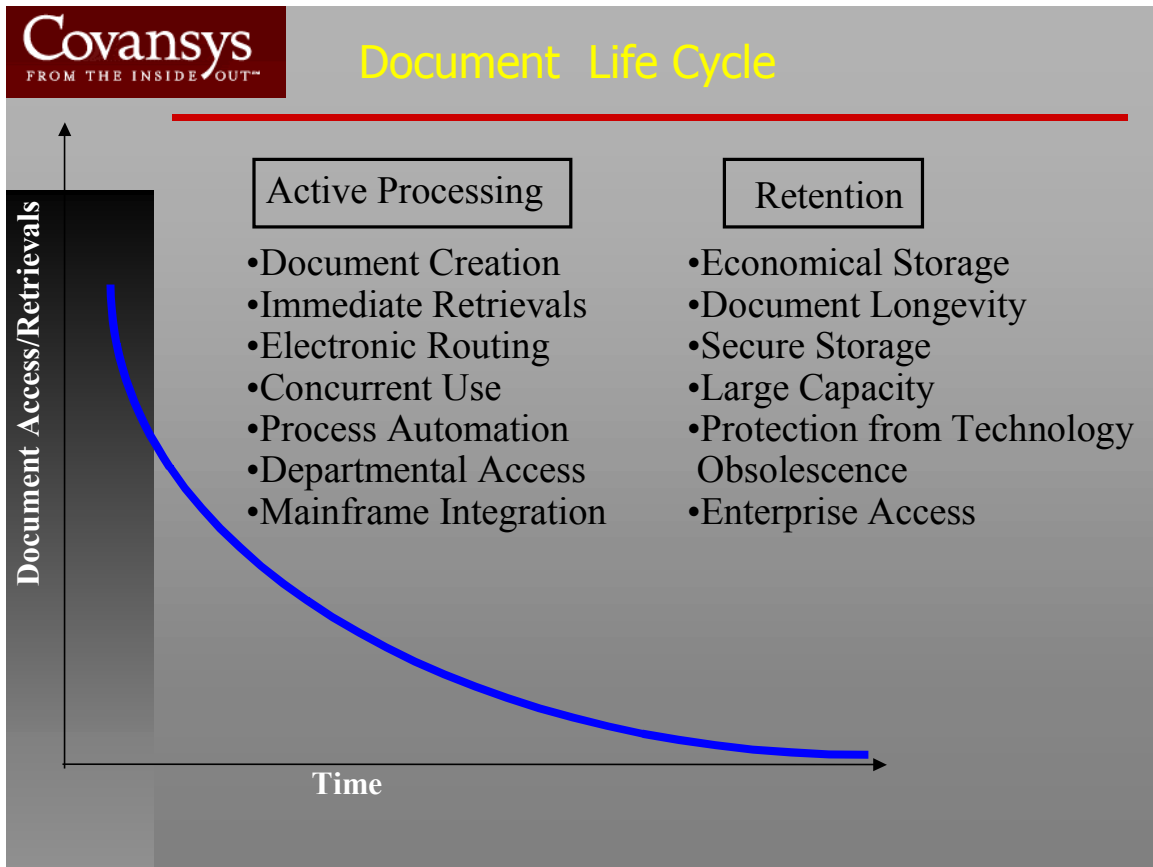 Covansys
FROM THE INSIDE OUT℠
Document Life Cycle
Document Access/Retrievals
Active Processing
•Document Creation
•Immediate Retrievals
•Electronic Routing
•Concurrent Use
•Process Automation
•Departmental Access
•Mainframe Integration
Retention
•Economical Storage
•Document Longevity
•Secure Storage
•Large Capacity
•Protection from Technology
Obsolescence
•Enterprise Access
Time